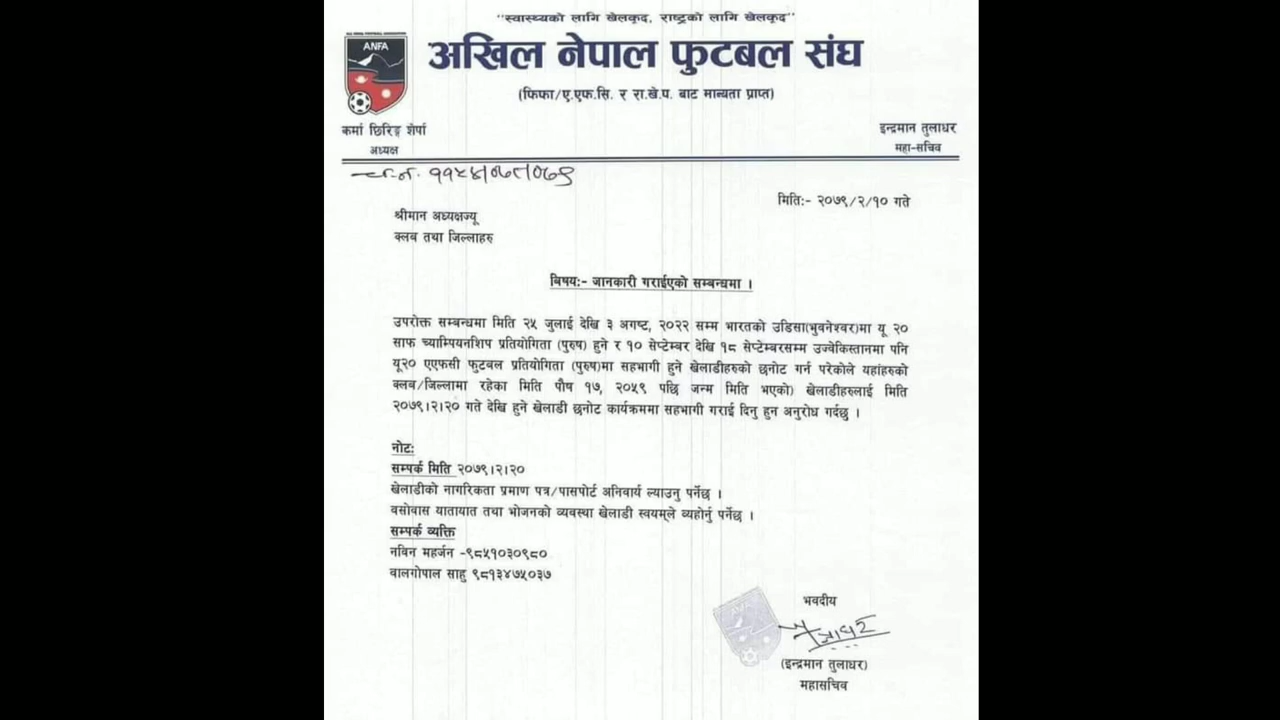 "स्वास्थ्यको लागि खेलकूद, राष्ट्रको लागि खेलकूद"
ANFA
अखिल नेपाल फुटबल संघ
(फिफा/ए.एफ.सि. र रा.खे.प. बाट मान्यता प्राप्त)
कर्मा छिरिङ्ग शेर्पा
अध्यक्ष
इन्द्रमान तुलाधर
महा-सचिव
च.न. ११५४/०७८/०७९
मिति:- २०७९/२/१० गते
श्रीमान अध्यक्षज्यू
क्लब तथा जिल्लाहरु
बिषय:- जानकारी गराईएको सम्बन्धमा ।
उपरोक्त सम्बन्धमा मिति २५ जुलाई देखि ३ अगष्ट, २०२२ सम्म भारतको उडिसा(भुवनेश्वर)मा यू २०
साफ च्याम्पियनशिप प्रतियोगिता (पुरुष) हुने र १० सेप्टेम्बर देखि १८ सेप्टेम्बरसम्म उज्वेकिस्तानमा पनि
यू२० एएफसी फुटबल प्रतियोगिता (पुरुष)मा सहभागी हुने खेलाडीहरुको छनोट गर्न परेकोले यहांहरुको
क्लब/जिल्लामा रहेका मिति पौष १७, २०५९ पछि जन्म मिति भएको) खेलाडीहरुलाई मिति
२०७९।२।२० गते देखि हुने खेलाडी छनोट कार्यक्रममा सहभागी गराई दिनु हुन अनुरोध गर्दछु ।
नोट:
सम्पर्क मिति २०७९।२।२०
खेलाडीको नागरिकता प्रमाण पत्र/पासपोर्ट अनिवार्य ल्याउनु पर्नेछ ।
वसोवास यातायात तथा भोजनको व्यवस्था खेलाडी स्वयम्‌ले व्यहोर्नु पर्नेछ ।
सम्पर्क व्यक्ति
नविन महर्जन -९८५१०३०९८०
वालगोपाल साहु ९८१३४७५०३७
भवदीय
(इन्द्रमान तुलाधर)
महासचिव